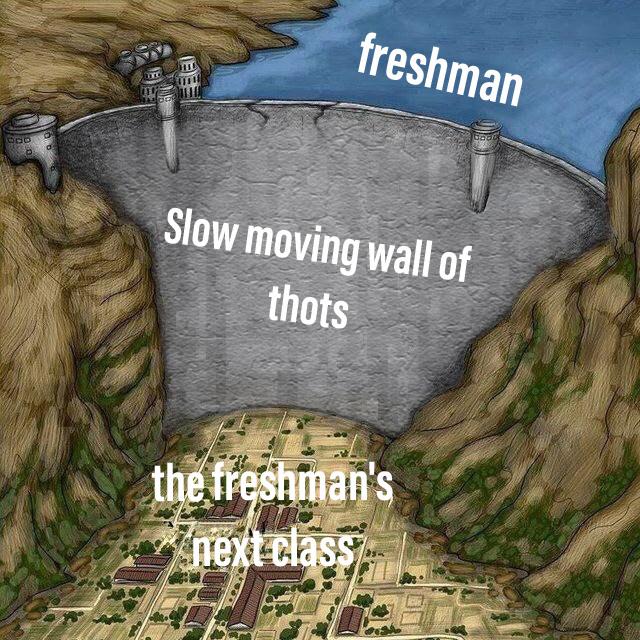 freshman
Slow moving wall of
thots
the freshman's
next class